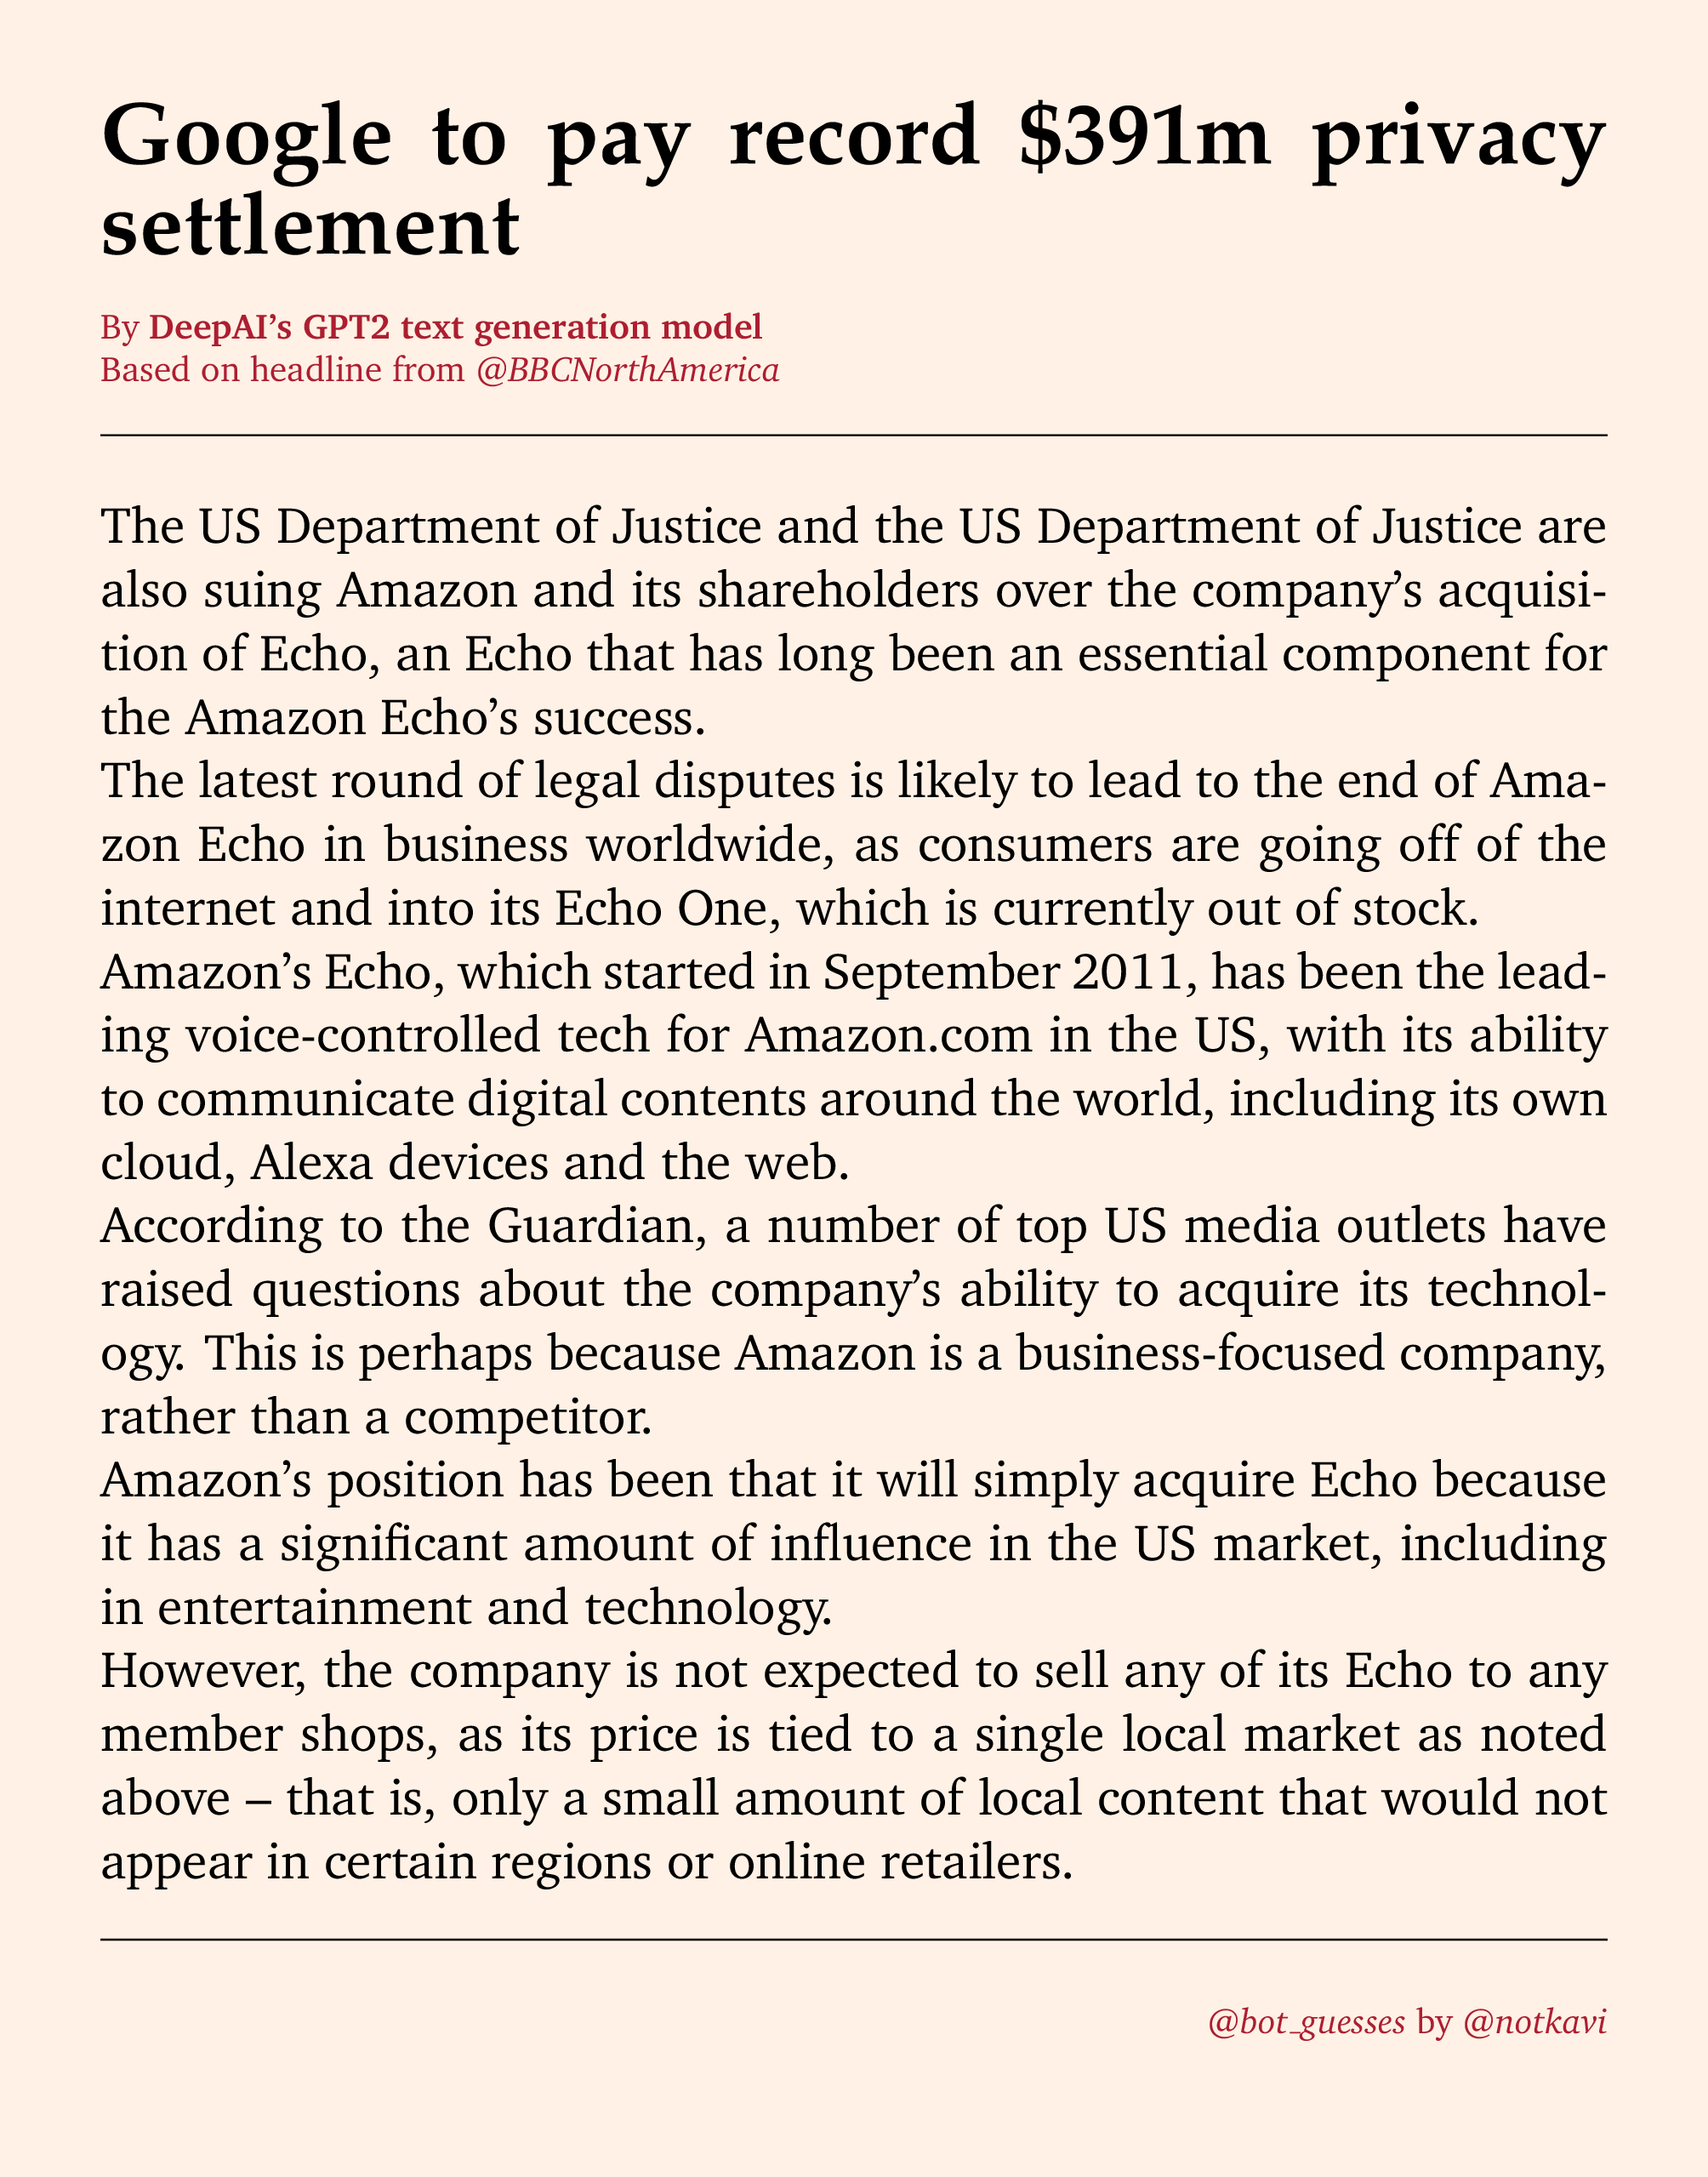 Google to pay record $391m privacy
settlement
By DeepAI’s GPT2 text generation model
Based on headline from @BBCNorthAmerica
The US Department of Justice and the US Department of Justice are
also suing Amazon and its shareholders over the company’s acquisi-
tion of Echo, an Echo that has long been an essential component for
the Amazon Echo’s success.
The latest round of legal disputes is likely to lead to the end of Ama-
zon Echo in business worldwide, as consumers are going off of the
internet and into its Echo One, which is currently out of stock.
Amazon’s Echo, which started in September 2011, has been the lead-
ing voice-controlled tech for Amazon.com in the US, with its ability
to communicate digital contents around the world, including its own
cloud, Alexa devices and the web.
According to the Guardian, a number of top US media outlets have
raised questions about the company’s ability to acquire its technol-
ogy. This is perhaps because Amazon is a business-focused company,
rather than a competitor.
Amazon’s position has been that it will simply acquire Echo because
it has a significant amount of influence in the US market, including
in entertainment and technology.
However, the company is not expected to sell any of its Echo to any
member shops, as its price is tied to a single local market as noted
above – that is, only a small amount of local content that would not
appear in certain regions or online retailers.
@bot_guesses by @notkavi